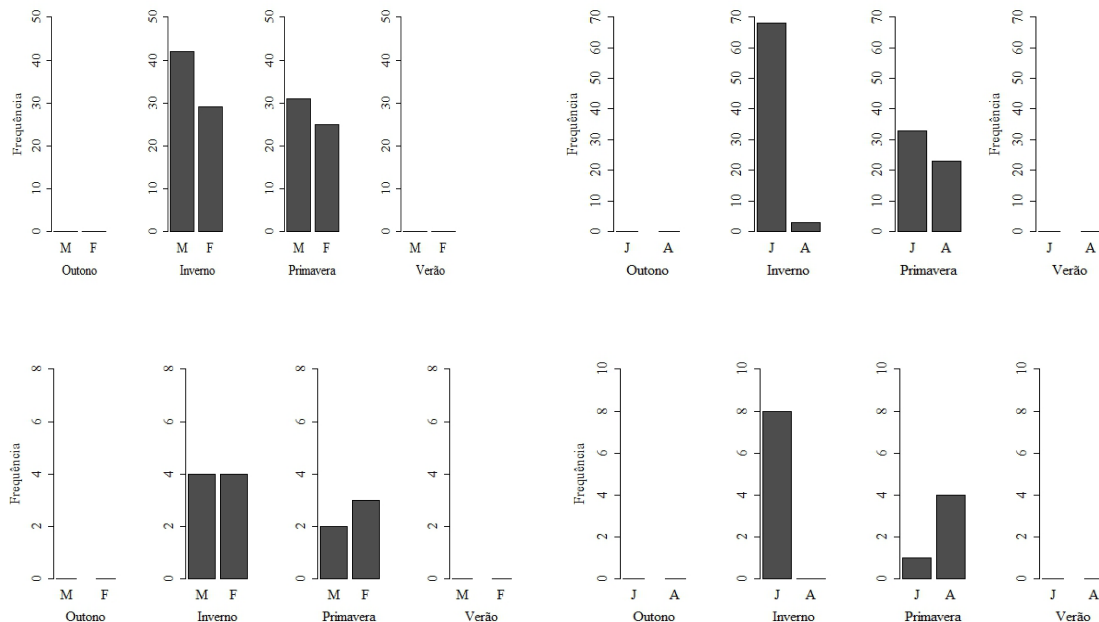 50 50 50 50 70 70 70 70
40 40 40 40 60 60 60 60
30 30 30 30 50 50 50 50
20 20 20 20 40 40 40 40
10 10 10 10 30 30 30 30
0 0 0 0 20 20 20 20
10 10 10 10
0 0 0 0
Frequência Frequência Frequência
M F M F M F M F J A J A J A J A
Outono Inverno Primavera Verão Outono Inverno Primavera Verão
8 8 8 8 10 10 10 10
6 6 6 6 8 8 8 8
4 4 4 4 6 6 6 6
2 2 2 2 4 4 4 4
0 0 0 0 2 2 2 2
0 0 0 0
Frequência Frequência
M F M F M F M F J A J A J A J A
Outono Inverno Primavera Verão Outono Inverno Primavera Verão